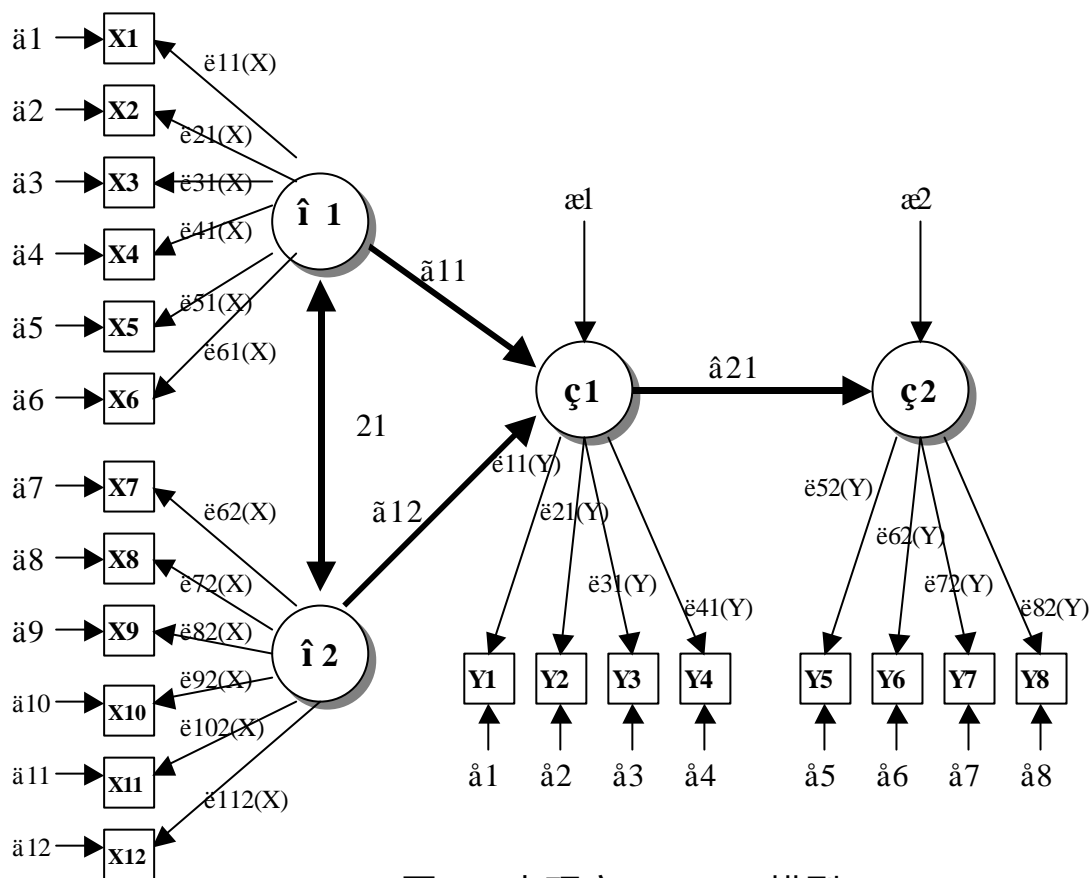 ä1
X1
ë11(X)
ä2
X2
ë21(X)
ä3
X3
ë31(X)
ä4
X4
ë41(X)
ä5
X5
ë51(X)
ä6
X6
ë61(X)
î 1
ã11
æ1
æ2
21
ç1
â21
ç2
ä7
X7
ë62(X)
ä8
X8
ë72(X)
ä9
X9
ë82(X)
ä10
X10
ë92(X)
ä11
X11
ë102(X)
ä12
X12
ë112(X)
î 2
ã12
ë11(Y)
ë21(Y)
ë31(Y)
ë41(Y)
ë52(Y)
ë62(Y)
ë72(Y)
ë82(Y)
Y1
Y2
Y3
Y4
Y5
Y6
Y7
Y8
å1
å2
å3
å4
å5
å6
å7
å8